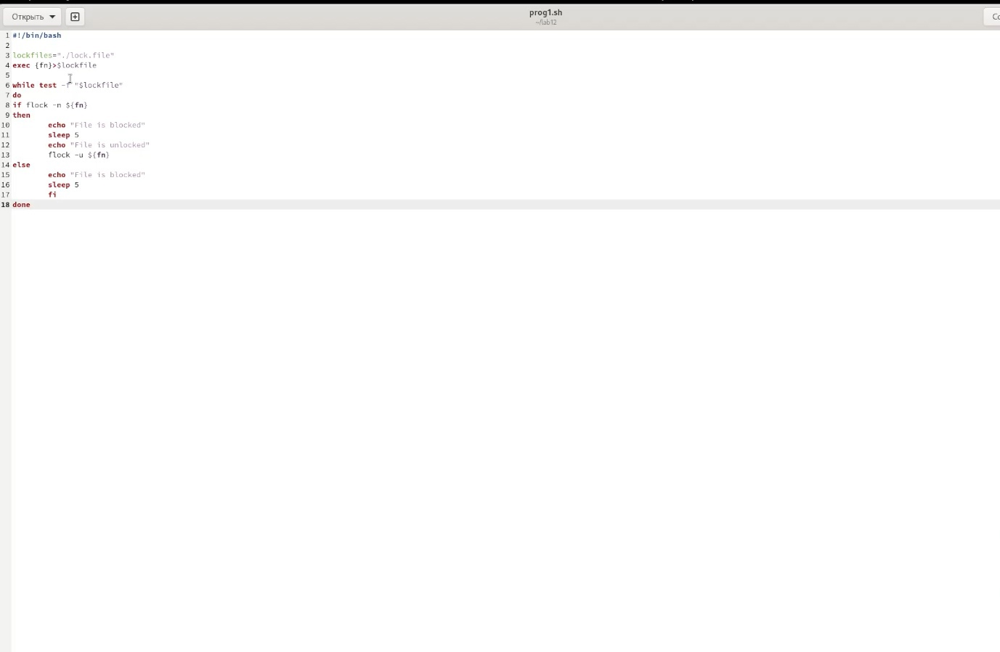 Открыть
prog1.sh
~/lab12
Со
1 #!/bin/bash
2
3 lockfiles="./lock.file"
4 exec {fn}>$lockfile
5
6 while test -f "$lockfile"
7 do
8 if flock -n ${fn}
9 then
10 echo "File is blocked"
11 sleep 5
12 echo "File is unlocked"
13 flock -u ${fn}
14 else
15 echo "File is blocked"
16 sleep 5
17 fi
18 done